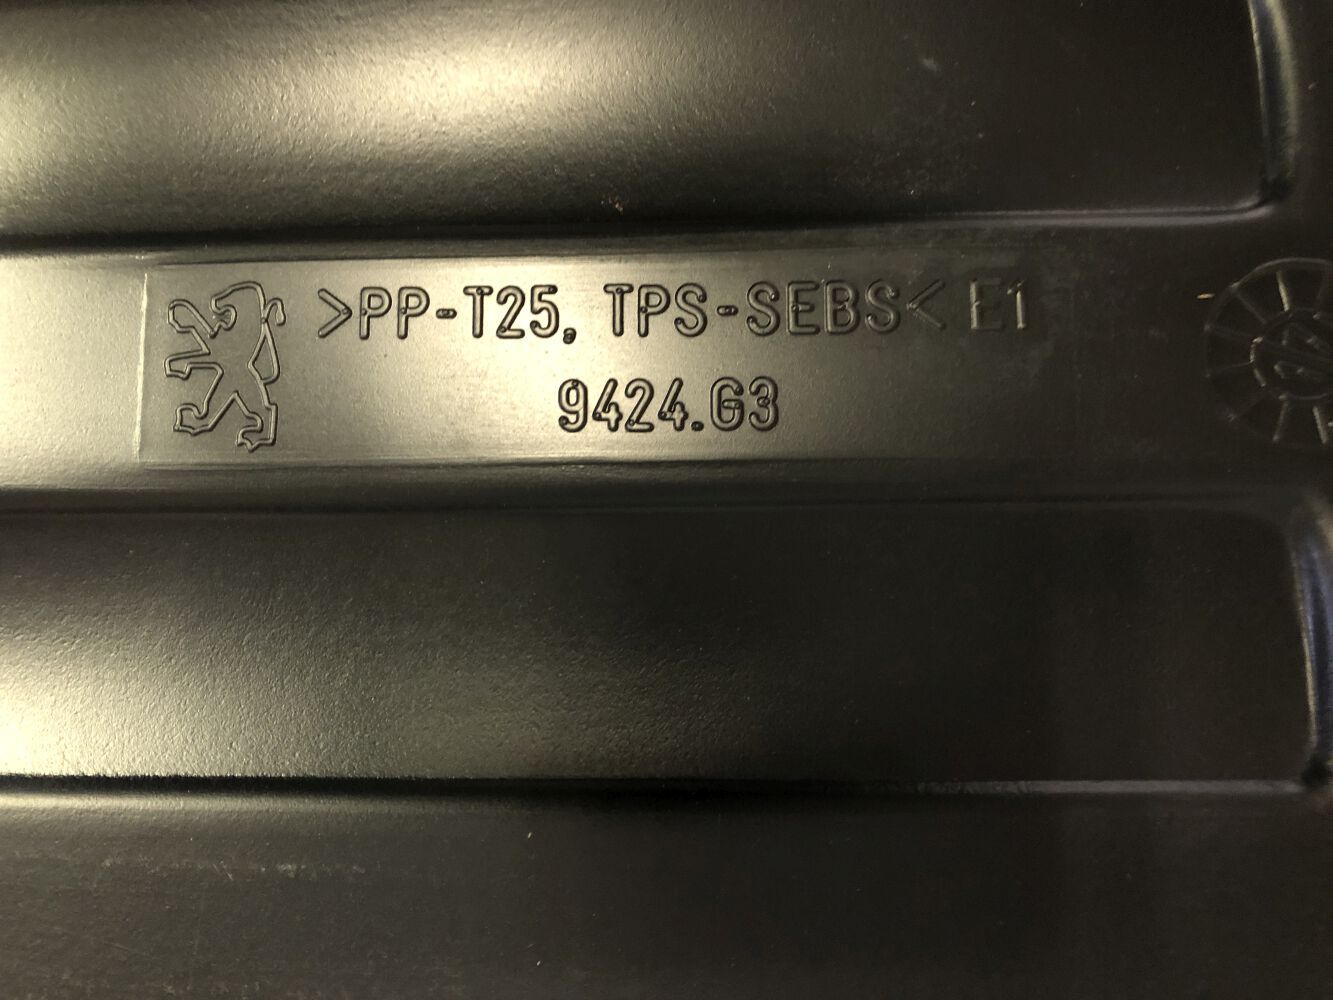 >PP-T25, TPS-SEBS< E1
9424.G3